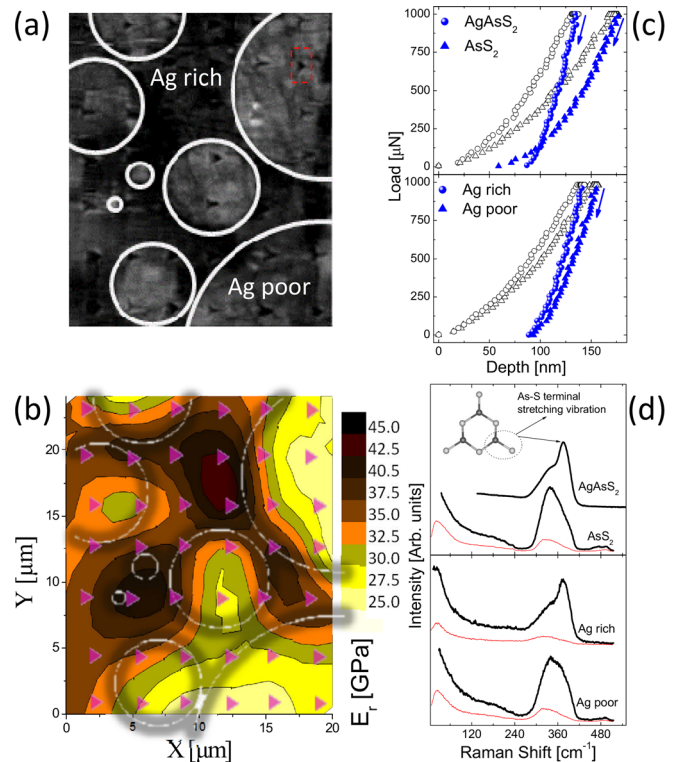 (a)
Ag rich
Ag poor
(c)
AgAsS2
AsS2
1000
750
500
250
0
Load [µN]
Ag rich
Ag poor
1000
750
500
250
0
0
50
100
150
Depth [nm]
(b)
20
15
10
5
0
Y [µm]
0
5
10
15
20
X [µm]
45.0
42.5
40.0
37.5
35.0
32.5
30.0
27.5
25.0
Er [GPa]
(d)
As-S terminal
stretching vibration
AgAsS2
AsS2
Ag rich
Ag poor
Intensity [Arb. units]
120
240
360
480
Raman Shift [cm-1]